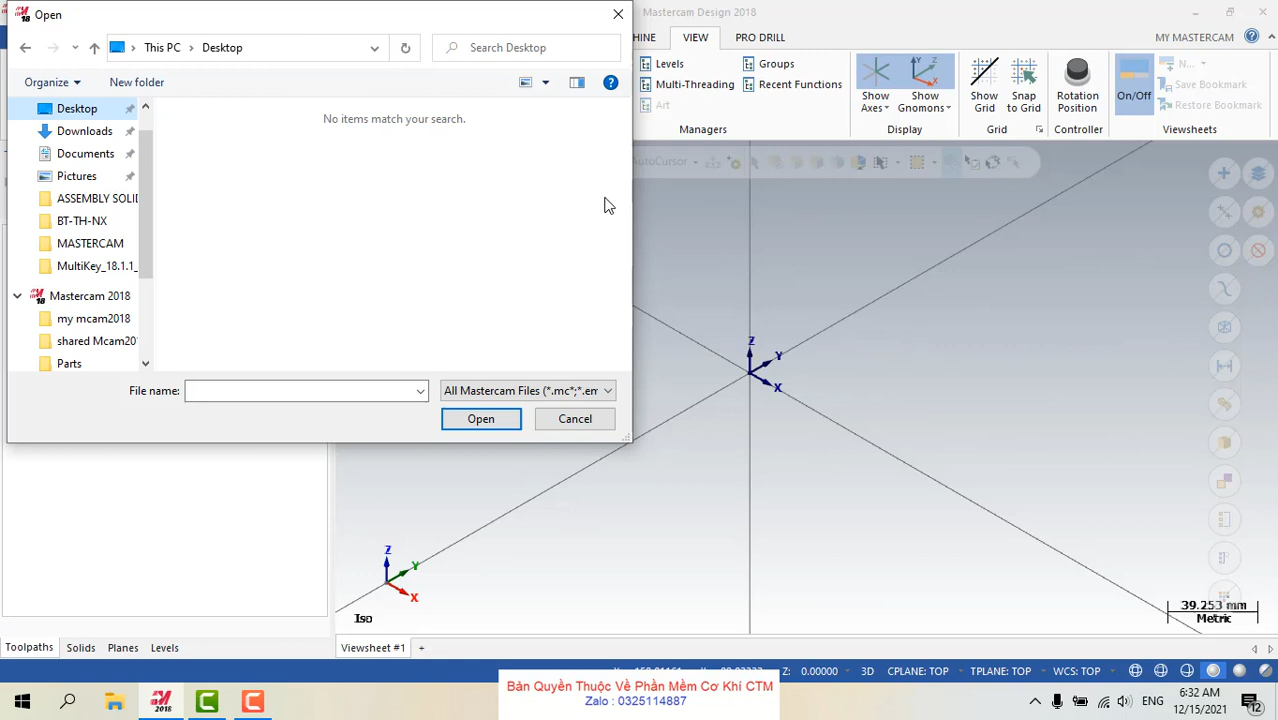 Open
Mastercam Design 2018
This PC
Desktop
Search Desktop
HINE
VIEW
PRO DRILL
MY MASTERCAM
Organize
New folder
Levels
Groups
Multi-Threading
Recent Functions
Art
Managers
Show Axes
Show Gnomons
Display
Show Grid
Snap to Grid
Grid
Rotation Position
Controller
On/Off
N...
Save Bookmark
Restore Bookmark
Viewsheets
Desktop
Downloads
Documents
Pictures
ASSEMBLY SOLI
BT-TH-NX
MASTERCAM
MultiKey_18.1.1_
Mastercam 2018
my mcam2018
shared Mcam20
Parts
No items match your search.
AutoCursor
File name:
All Mastercam Files (*.mc*;*.em
Open
Cancel
Z
Y
X
Z
Y
X
Iso
39.253 mm
Metric
Toolpaths
Solids
Planes
Levels
Viewsheet #1
Z: 0.00000
3D
CPLANE: TOP
TPLANE: TOP
WCS: TOP
Bản Quyền Thuộc Về Phần Mềm Cơ Khí CTM
Zalo : 0325114887
ENG
6:32 AM
12/15/2021
12